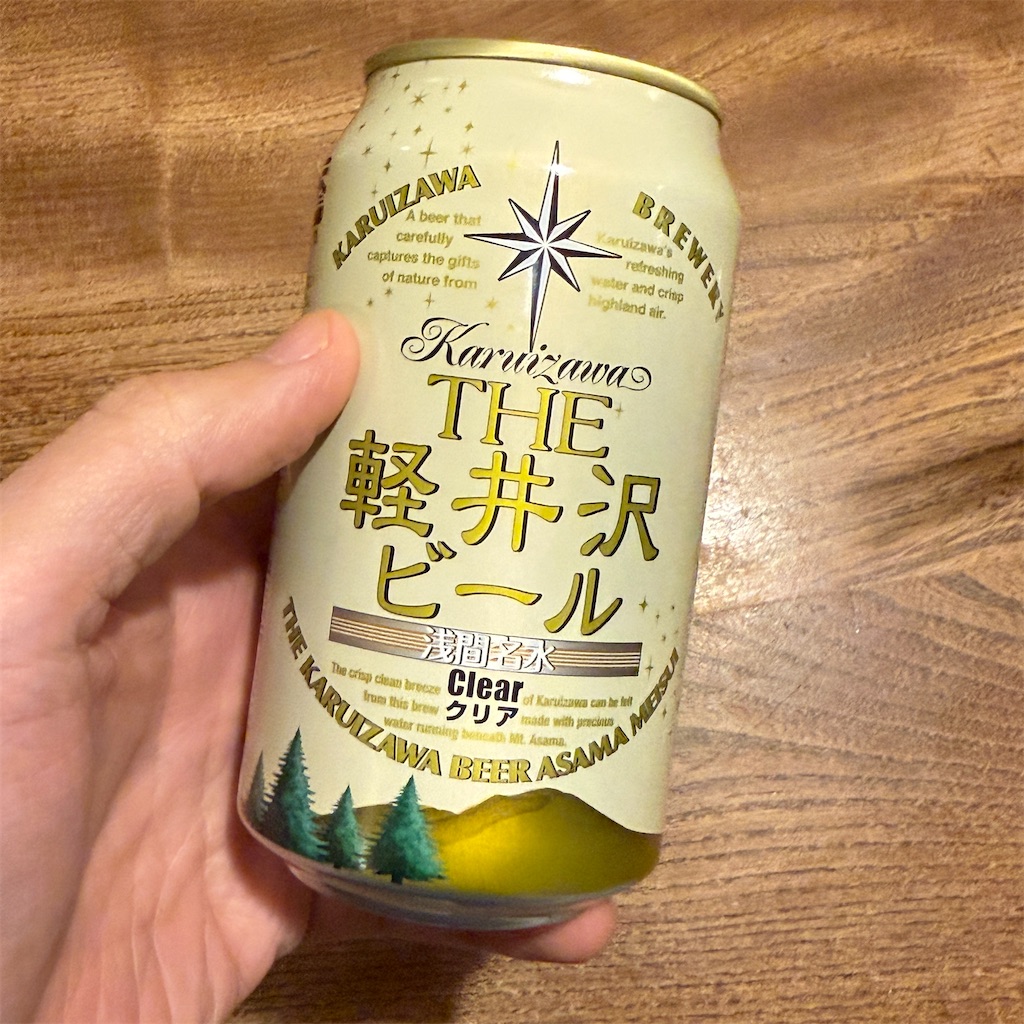 KARUIZAWA BREWERY
A beer that
carefully
captures the gifts
of nature from
Karuizawa's
refreshing
water and crisp
highland air.
Karuizawa
THE
軽井沢
ビール
浅間名水
Clear
クリア
The crisp clean breeze of Karuizawa can be felt
from this brew made with precious
water running beneath Mt. Asama.
THE KARUIZAWA BEER ASAMA MEISUI